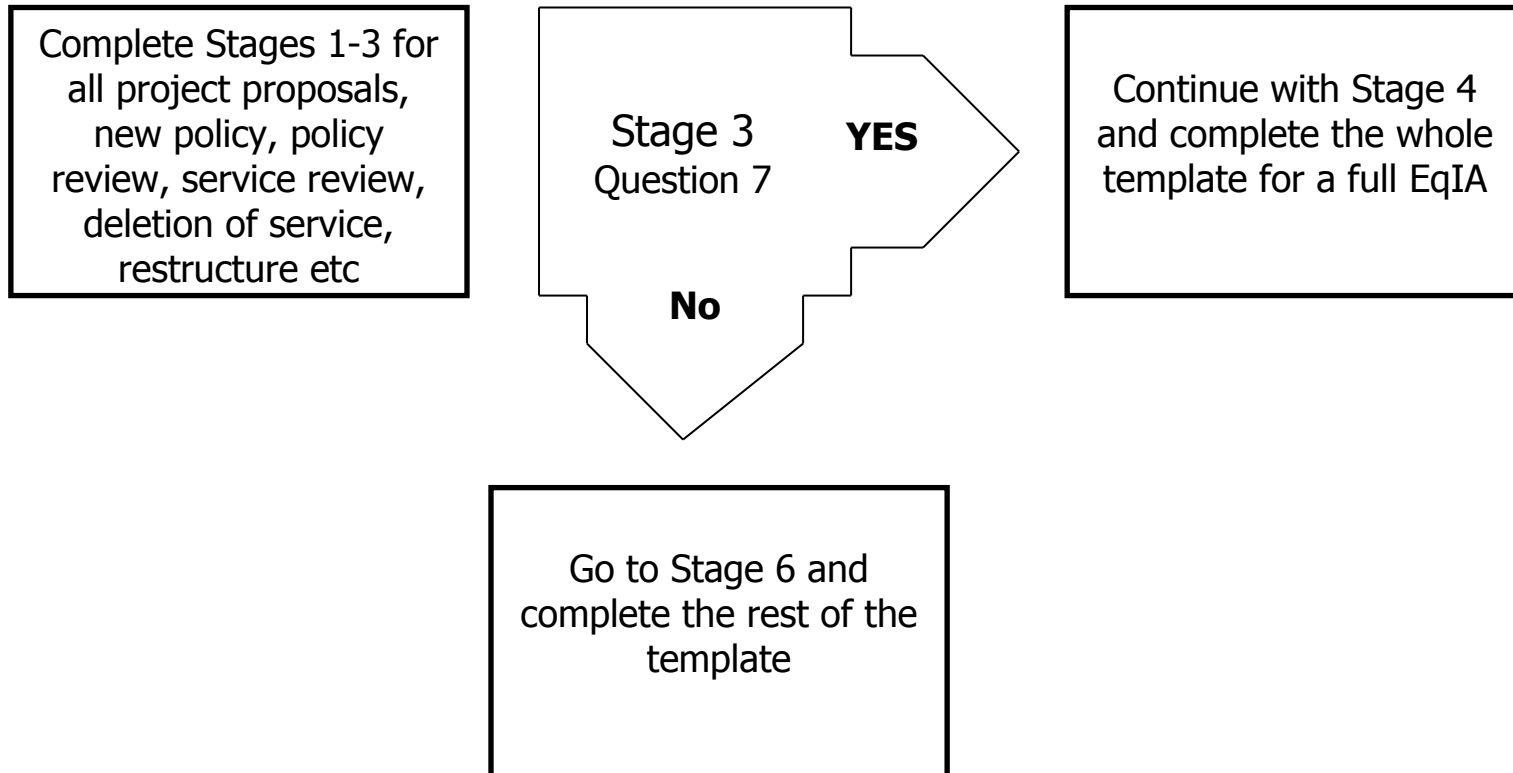 Complete Stages 1-3 for
all project proposals,
new policy, policy
review, service review,
deletion of service,
restructure etc
Stage 3
Question 7
YES
No
Continue with Stage 4
and complete the whole
template for a full EqIA
Go to Stage 6 and
complete the rest of the
template